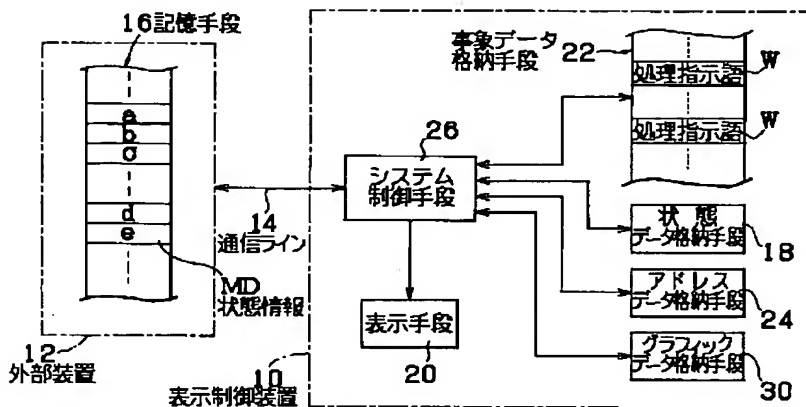 16 記憶手段
a
b
c
d
e
MD
状態情報
12
外部装置
14
通信ライン
26
システム
制御手段
表示手段
20
10
表示制御装置
事象データ
格納手段
22
処理指示語
W
処理指示語
W
状態
データ格納手段
18
アドレス
データ格納手段
24
グラフィック
データ格納手段
30